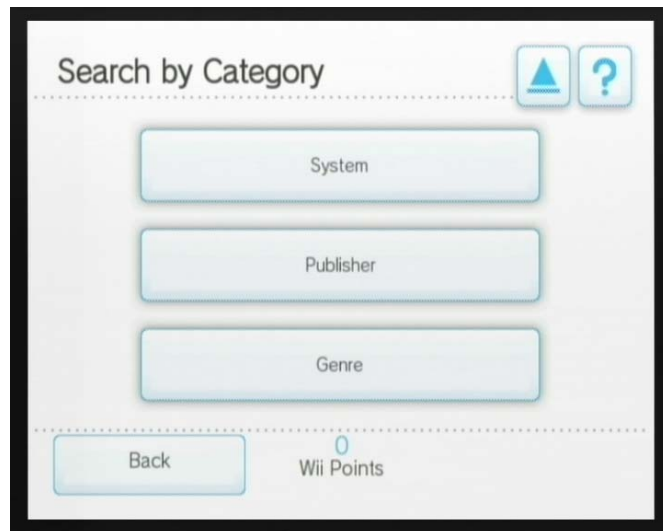 Search by Category
?
System
Publisher
Genre
Back
0
Wii Points